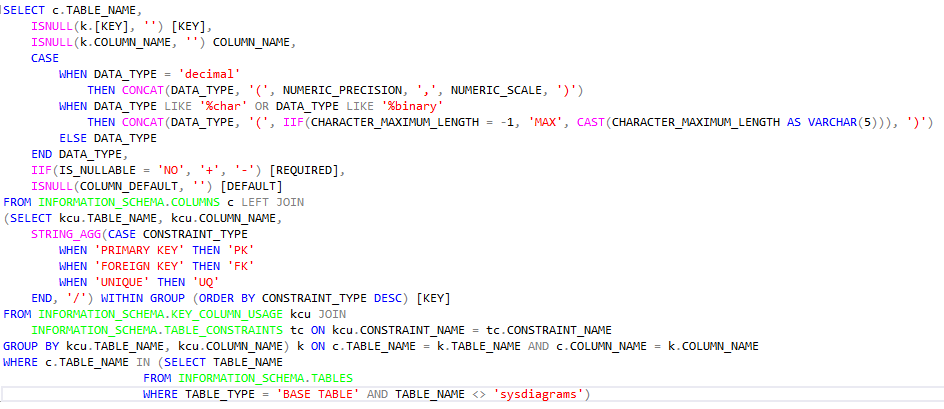 SELECT c.TABLE_NAME,
ISNULL(k.[KEY], '') [KEY],
ISNULL(k.COLUMN_NAME, '') COLUMN_NAME,
CASE
WHEN DATA_TYPE = 'decimal'
THEN CONCAT(DATA_TYPE, '(', NUMERIC_PRECISION, ',', NUMERIC_SCALE, ')')
WHEN DATA_TYPE LIKE '%char' OR DATA_TYPE LIKE '%binary'
THEN CONCAT(DATA_TYPE, '(', IIF(CHARACTER_MAXIMUM_LENGTH = -1, 'MAX', CAST(CHARACTER_MAXIMUM_LENGTH AS VARCHAR(5))), ')')
ELSE DATA_TYPE
END DATA_TYPE,
IIF(IS_NULLABLE = 'NO', '+', '-') [REQUIRED],
ISNULL(COLUMN_DEFAULT, '') [DEFAULT]
FROM INFORMATION_SCHEMA.COLUMNS c LEFT JOIN
(SELECT kcu.TABLE_NAME, kcu.COLUMN_NAME,
STRING_AGG(CASE CONSTRAINT_TYPE
WHEN 'PRIMARY KEY' THEN 'PK'
WHEN 'FOREIGN KEY' THEN 'FK'
WHEN 'UNIQUE' THEN 'UQ'
END, '/') WITHIN GROUP (ORDER BY CONSTRAINT_TYPE DESC) [KEY]
FROM INFORMATION_SCHEMA.KEY_COLUMN_USAGE kcu JOIN
INFORMATION_SCHEMA.TABLE_CONSTRAINTS tc ON kcu.CONSTRAINT_NAME = tc.CONSTRAINT_NAME
GROUP BY kcu.TABLE_NAME, kcu.COLUMN_NAME) k ON c.TABLE_NAME = k.TABLE_NAME AND c.COLUMN_NAME = k.COLUMN_NAME
WHERE c.TABLE_NAME IN (SELECT TABLE_NAME
FROM INFORMATION_SCHEMA.TABLES
WHERE TABLE_TYPE = 'BASE TABLE' AND TABLE_NAME <> 'sysdiagrams')